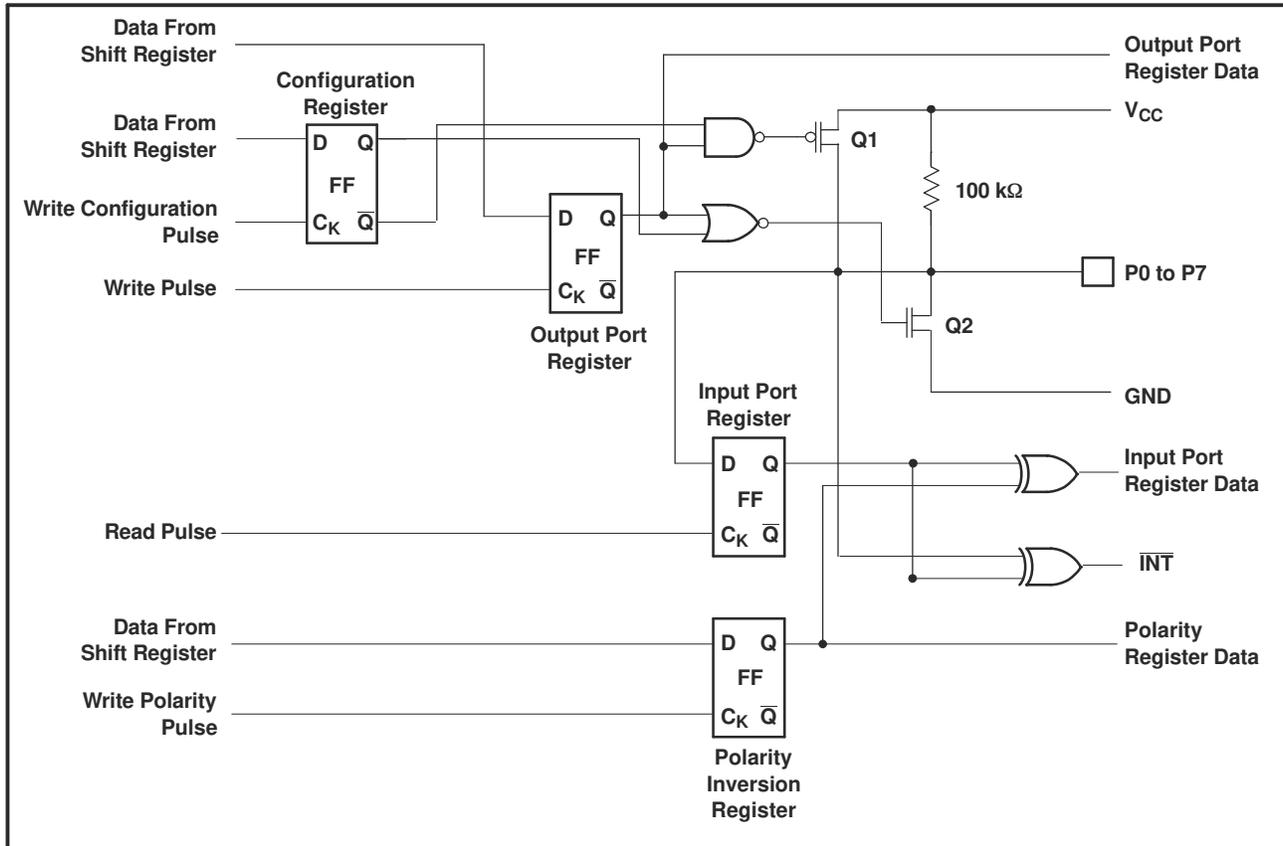 Data From
Shift Register
Output Port
Register Data
Configuration
Register
Data From
Shift Register
D Q
FF
C_K Q̅
Write Configuration
Pulse
V_CC
Q1
100 kΩ
D Q
FF
C_K Q̅
Write Pulse
Output Port
Register
P0 to P7
Q2
GND
Input Port
Register
D Q
FF
C_K Q̅
Read Pulse
Input Port
Register Data
I̅N̅T̅
Data From
Shift Register
D Q
FF
C_K Q̅
Write Polarity
Pulse
Polarity
Register Data
Polarity
Inversion
Register